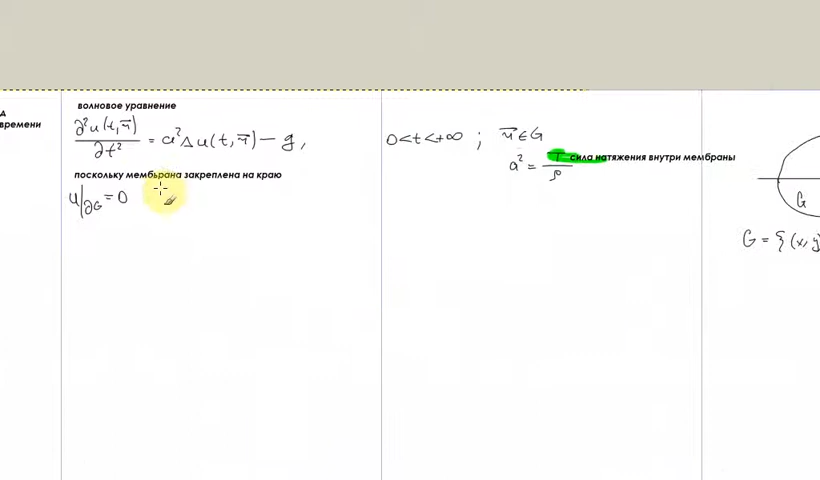 д
времени
волновое уравнение
∂²u(t,r⃗)/∂t² = a²Δu(t,r⃗) − g, 0<t<+∞ ; r⃗∈G
a² = T/ρ сила натяжения внутри мембраны
поскольку мембрана закреплена на краю
u|∂G = 0
G
G = {(x,y)